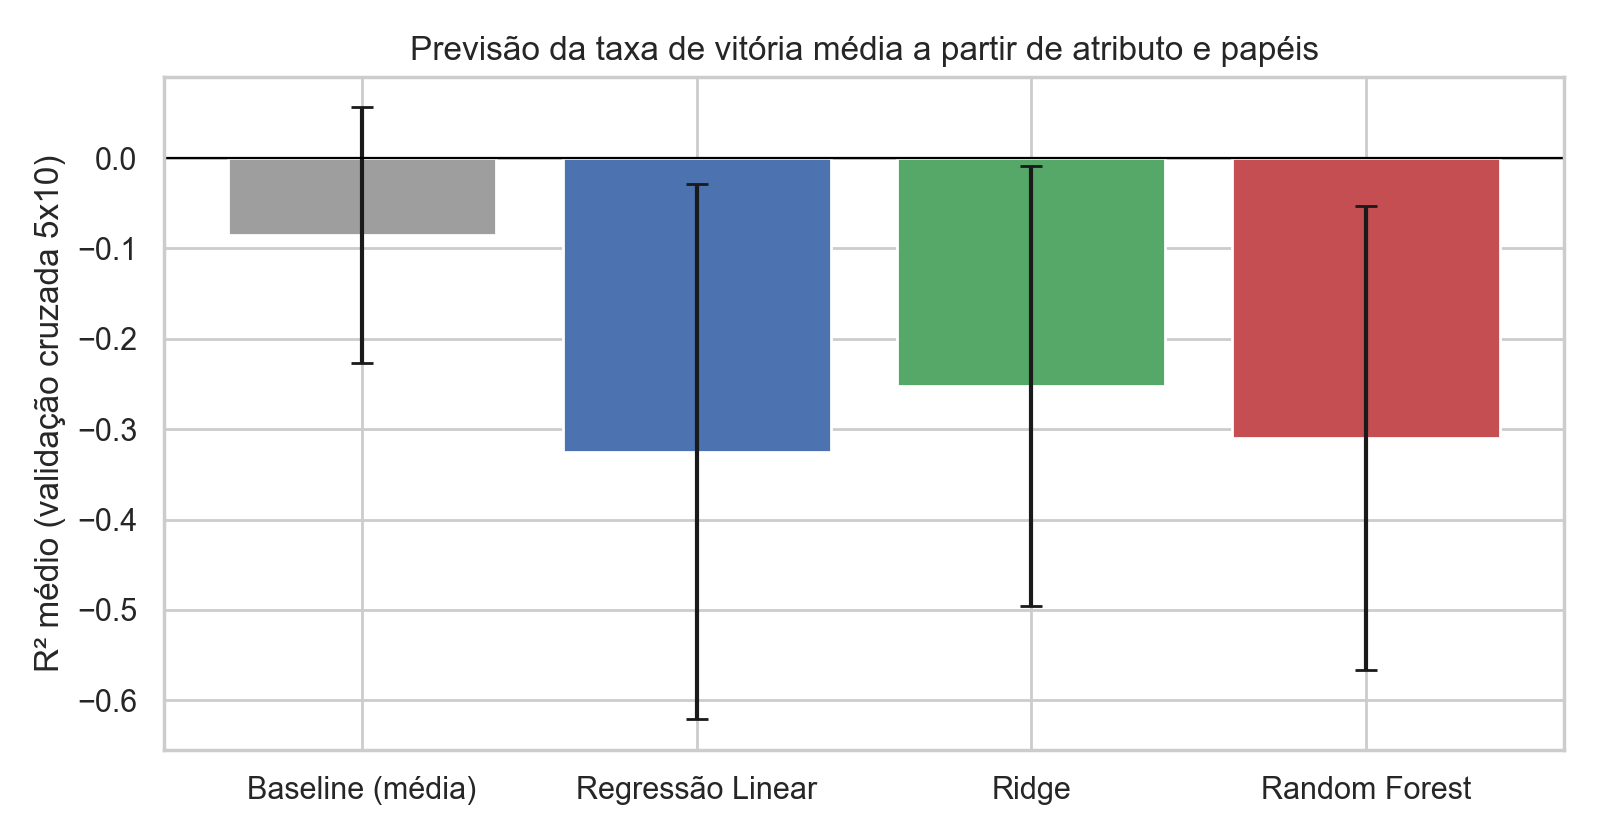 Previsão da taxa de vitória média a partir de atributo e papéis
R² médio (validação cruzada 5x10)
0.0
−0.1
−0.2
−0.3
−0.4
−0.5
−0.6
Baseline (média)
Regressão Linear
Ridge
Random Forest